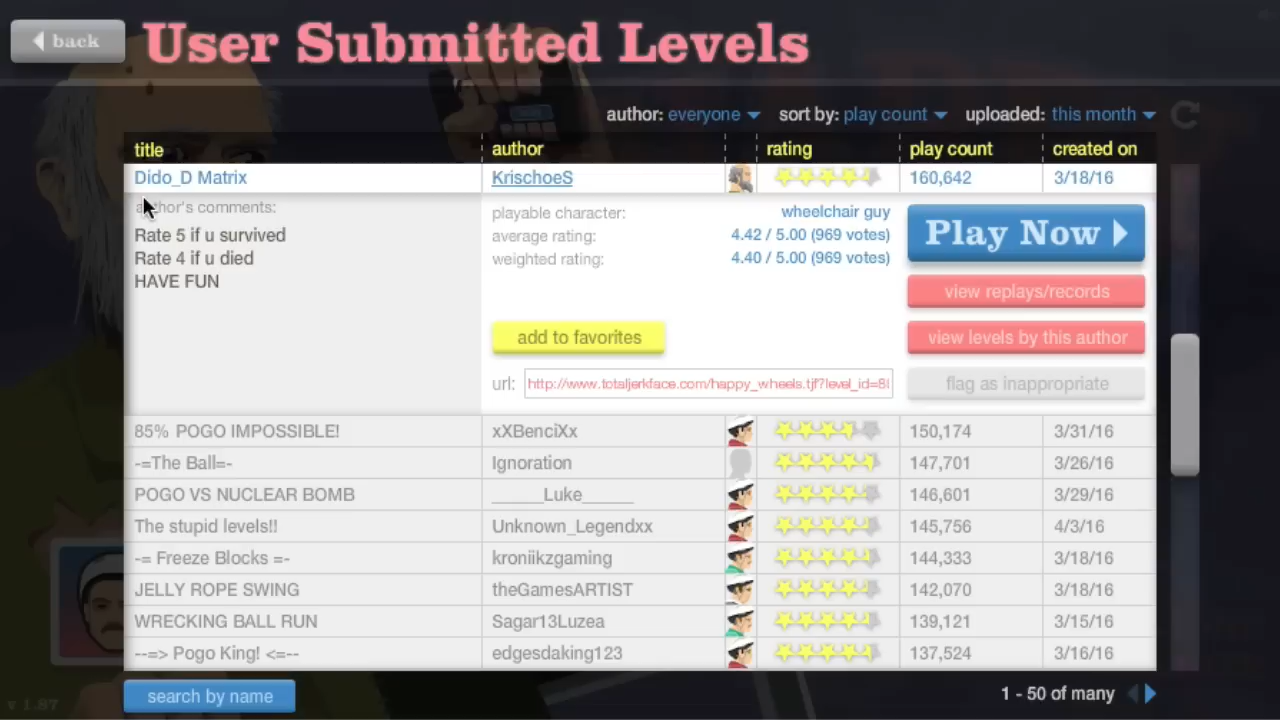 back
User Submitted Levels
author: everyone sort by: play count uploaded: this month
title author rating play count created on
Dido_D Matrix KrischoeS 160,642 3/18/16
author's comments:
Rate 5 if u survived
Rate 4 if u died
HAVE FUN
playable character: wheelchair guy
average rating: 4.42 / 5.00 (969 votes)
weighted rating: 4.40 / 5.00 (969 votes)
Play Now
view replays/records
add to favorites
view levels by this author
url: http://www.totaljerkface.com/happy_wheels.tjf?level_id=8
flag as inappropriate
85% POGO IMPOSSIBLE! xXBenciXx 150,174 3/31/16
-=The Ball=- Ignoration 147,701 3/26/16
POGO VS NUCLEAR BOMB _____Luke_____ 146,601 3/29/16
The stupid levels!! Unknown_Legendxx 145,756 4/3/16
-= Freeze Blocks =- kroniikzgaming 144,333 3/18/16
JELLY ROPE SWING theGamesARTIST 142,070 3/18/16
WRECKING BALL RUN Sagar13Luzea 139,121 3/15/16
--=> Pogo King! <=-- edgesdaking123 137,524 3/16/16
search by name
1 - 50 of many
v 1.87